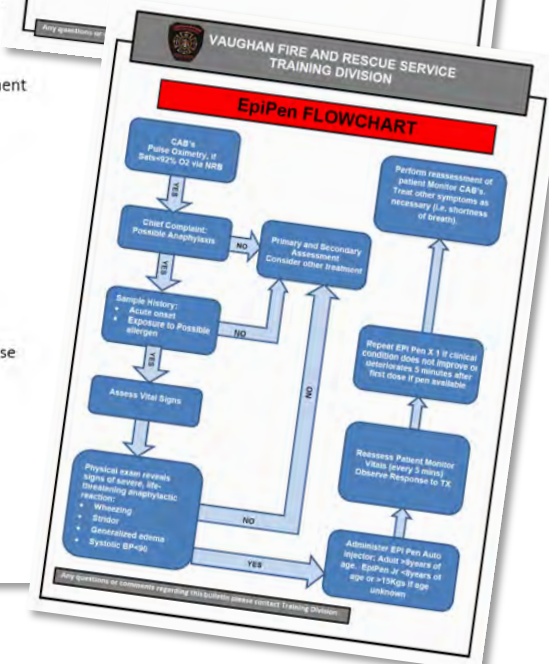 Any questions or
ent
se
VAUGHAN FIRE AND RESCUE SERVICE
TRAINING DIVISION
EpiPen FLOWCHART
CAB's
Pulse Oximetry, if
Sats<92% O2 via NRB
YES
Chief Complaint:
Possible Anaphylaxis
NO
YES
Primary and Secondary
Assessment
Consider other treatment
Sample History:
• Acute onset
• Exposure to Possible
allergen
NO
YES
Assess Vital Signs
Physical exam reveals
signs of severe, life-
threatening anaphylactic
reaction:
• Wheezing
• Stridor
• Generalized edema
• Systolic BP<90
NO
NO
YES
Administer EPI Pen Auto
injector: Adult >8years of
age. EpiPen Jr <8years of
age or >15Kgs if age
unknown
Reassess Patient Monitor
Vitals (every 5 mins)
Observe Response to TX
Repeat EPI Pen X 1 if clinical
condition does not improve or
deteriorates 5 minutes after
first dose if pen available
Perform reassessment of
patient Monitor CAB's.
Treat other symptoms as
necessary (i.e. shortness
of breath).
Any questions or comments regarding this bulletin please contact Training Division